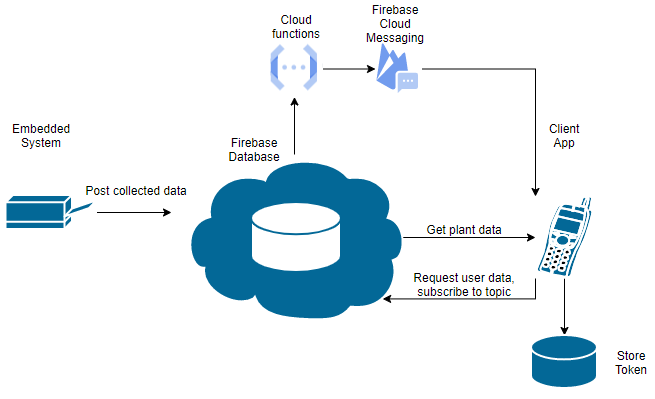 Cloud
functions
Firebase
Cloud
Messaging
Embedded
System
Firebase
Database
Client
App
Post collected data
Get plant data
Request user data,
subscribe to topic
Store
Token